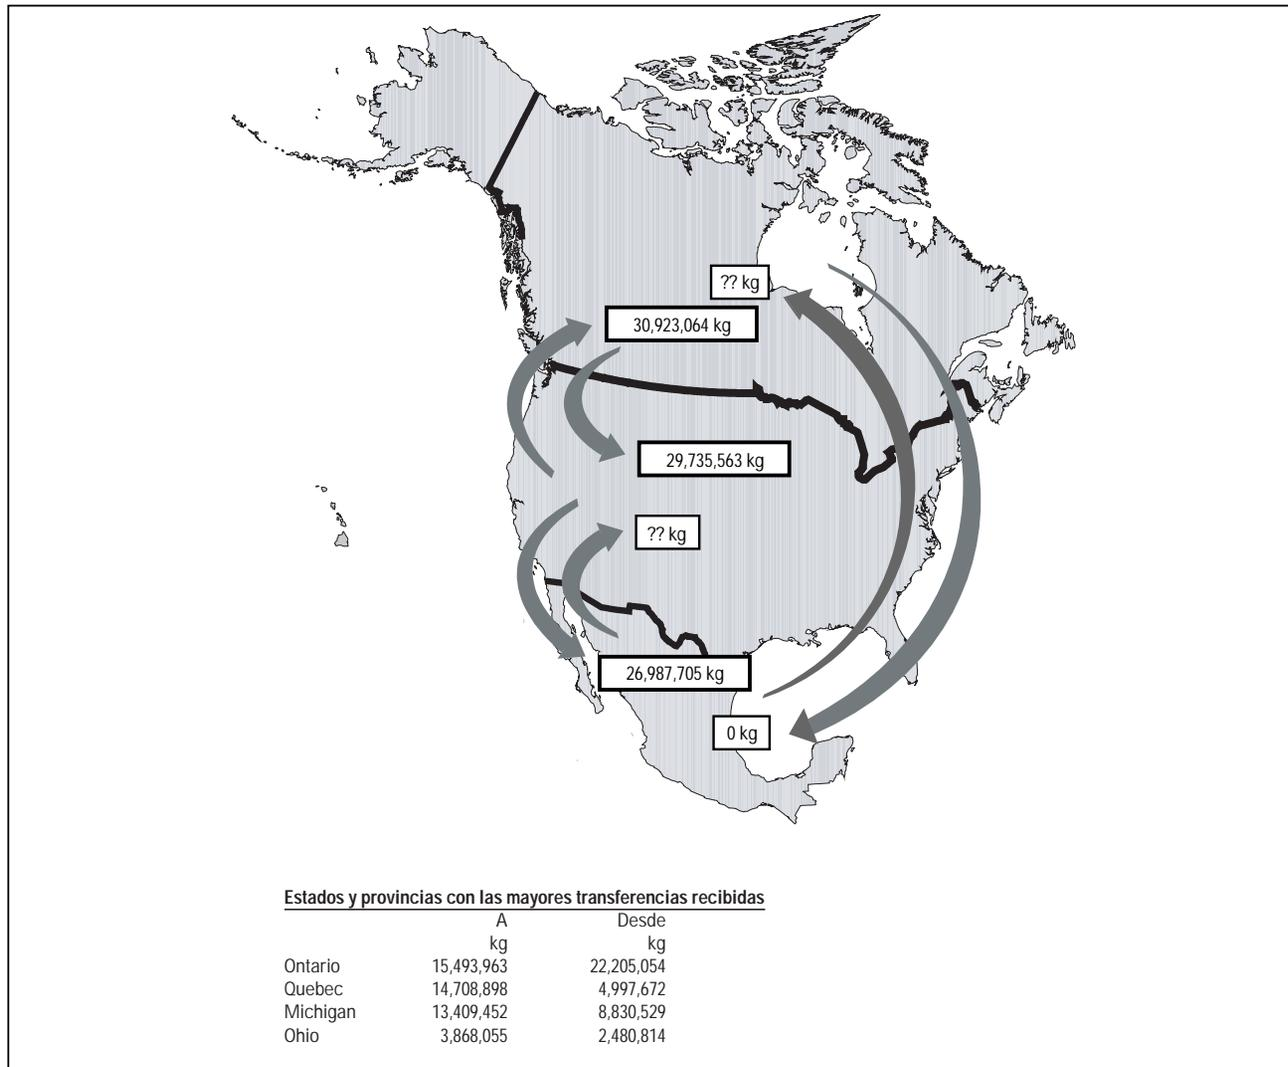 ?? kg
30,923,064 kg
29,735,563 kg
?? kg
26,987,705 kg
0 kg
Estados y provincias con las mayores transferencias recibidas
A Desde
kg kg
Ontario 15,493,963 22,205,054
Quebec 14,708,898 4,997,672
Michigan 13,409,452 8,830,529
Ohio 3,868,055 2,480,814